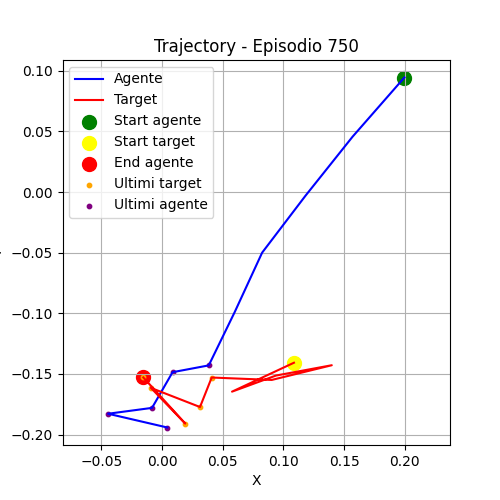 Trajectory - Episodio 750
Agente
Target
Start agente
Start target
End agente
Ultimi target
Ultimi agente
0.10
0.05
0.00
−0.05
−0.10
−0.15
−0.20
−0.05
0.00
0.05
0.10
0.15
0.20
X